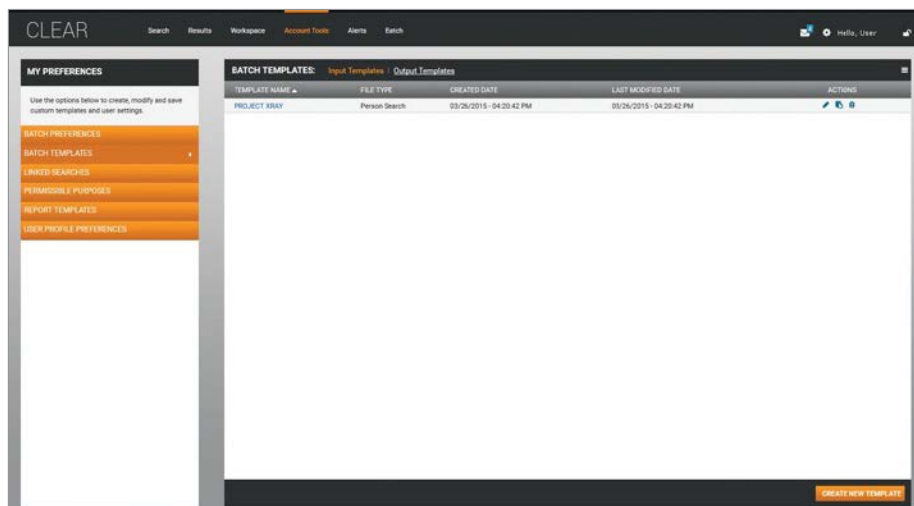 CLEAR Search Results Workspace Account Tools Alerts Batch Hello, User
MY PREFERENCES
Use the options below to create, modify and save
custom templates and user settings.
BATCH PREFERENCES
BATCH TEMPLATES
LINKED SEARCHES
PERMISSIBLE PURPOSES
REPORT TEMPLATES
USER PROFILE PREFERENCES
BATCH TEMPLATES: Input Templates | Output Templates
TEMPLATE NAME FILE TYPE CREATED DATE LAST MODIFIED DATE ACTIONS
PROJECT XRAY Person Search 03/26/2015 - 04:20:42 PM 03/26/2015 - 04:20:42 PM
CREATE NEW TEMPLATE